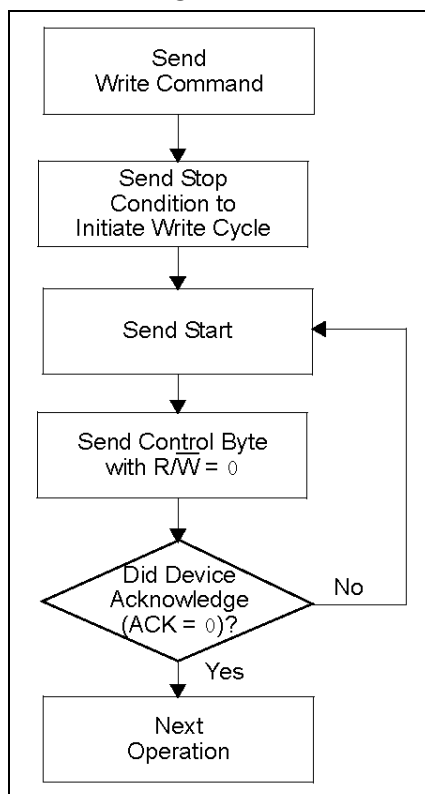 Send
Write Command
Send Stop
Condition to
Initiate Write Cycle
Send Start
Send Control Byte
with R/W̅ = 0
Did Device
Acknowledge
(ACK = 0)?
No
Yes
Next
Operation